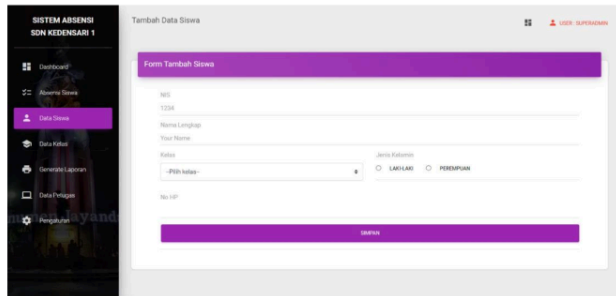 SISTEM ABSENSI
SDN KEDENSARI 1
Tambah Data Siswa
USER : SUPERADMIN
Dashboard
Absensi Siswa
Data Siswa
Data Kelas
Generate Laporan
Data Petugas
Pengaturan
Form Tambah Siswa
NIS
1234
Nama Lengkap
Your Name
Kelas
Jenis Kelamin
-Pilih kelas-
LAKI-LAKI
PEREMPUAN
No HP
SIMPAN